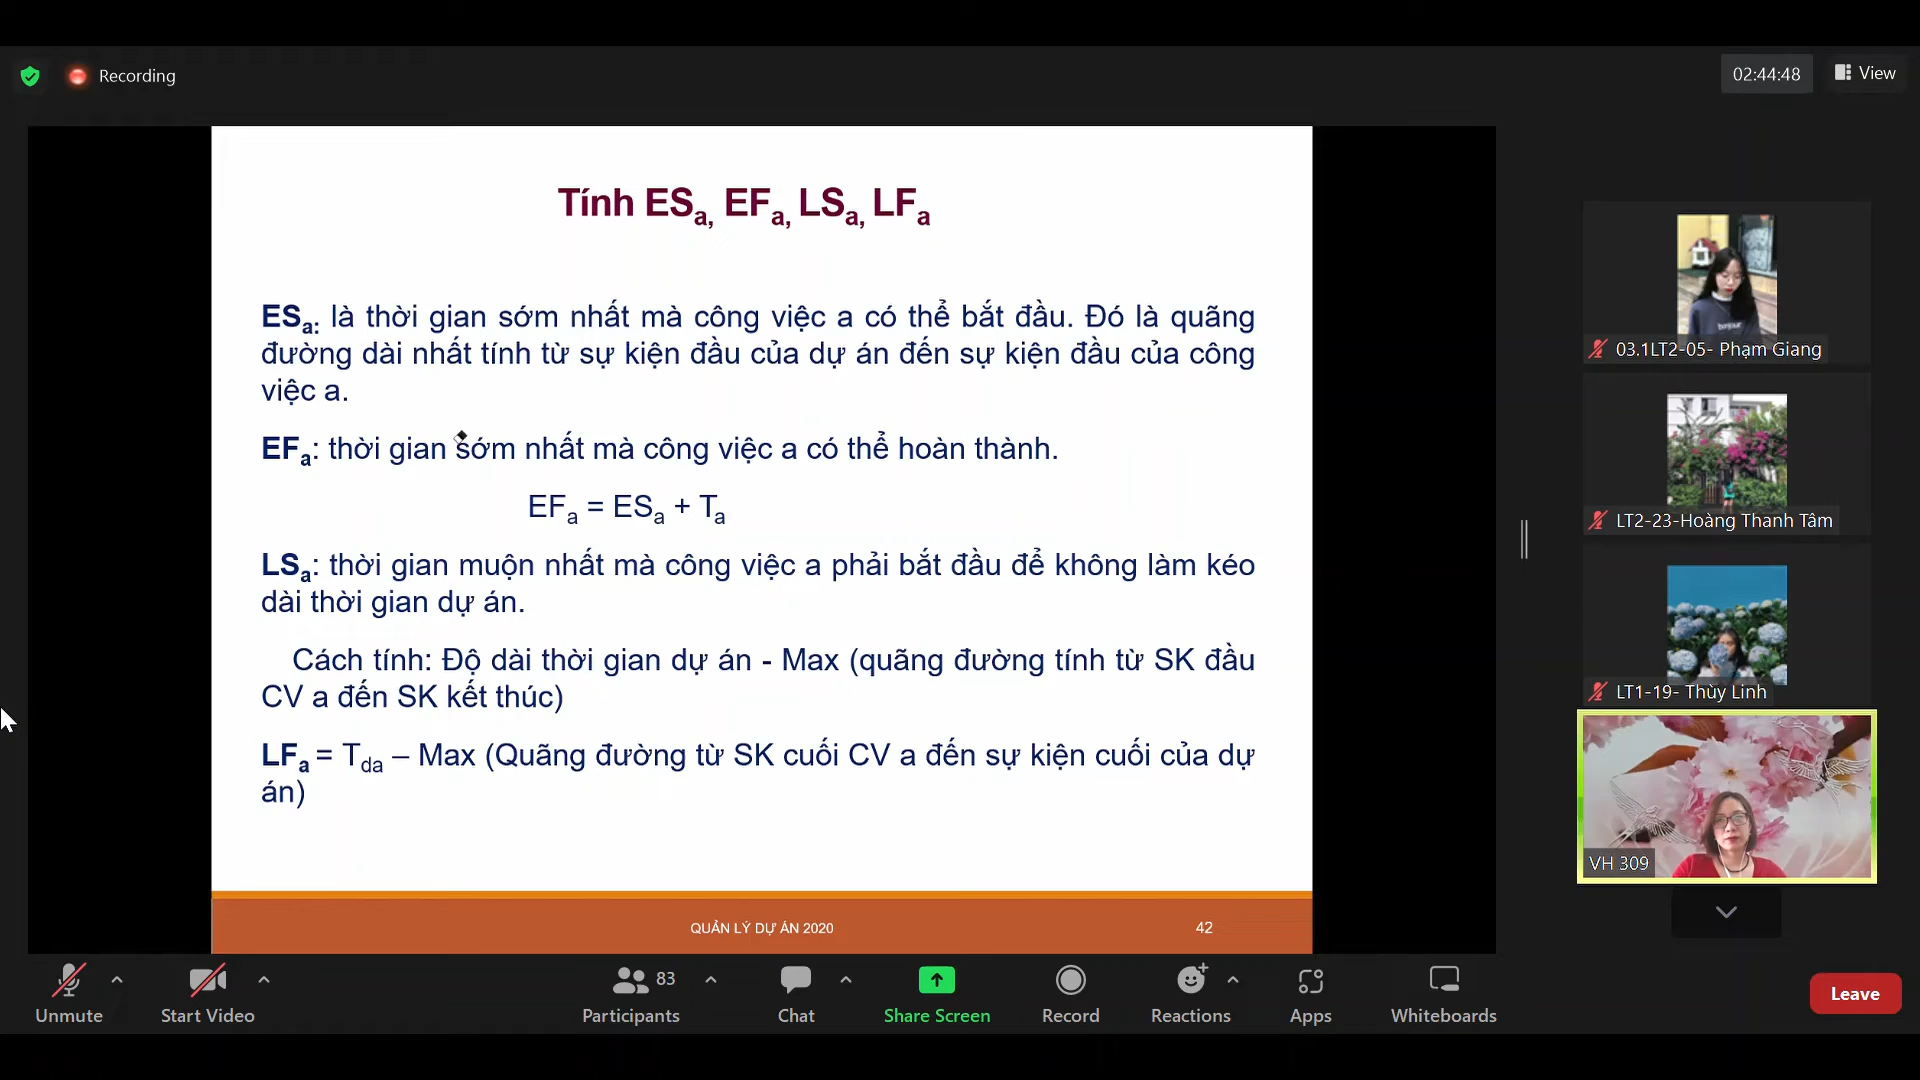 Recording
02:44:48
View
Tính ESa, EFa, LSa, LFa
ESa: là thời gian sớm nhất mà công việc a có thể bắt đầu. Đó là quãng
đường dài nhất tính từ sự kiện đầu của dự án đến sự kiện đầu của công
việc a.
EFa: thời gian sớm nhất mà công việc a có thể hoàn thành.
EFa = ESa + Ta
LSa: thời gian muộn nhất mà công việc a phải bắt đầu để không làm kéo
dài thời gian dự án.
Cách tính: Độ dài thời gian dự án - Max (quãng đường tính từ SK đầu
CV a đến SK kết thúc)
LFa = Tda – Max (Quãng đường từ SK cuối CV a đến sự kiện cuối của dự
án)
QUẢN LÝ DỰ ÁN 2020
42
03.1LT2-05- Phạm Giang
LT2-23-Hoàng Thanh Tâm
LT1-19- Thùy Linh
VH 309
Unmute
Start Video
83
Participants
Chat
Share Screen
Record
Reactions
Apps
Whiteboards
Leave